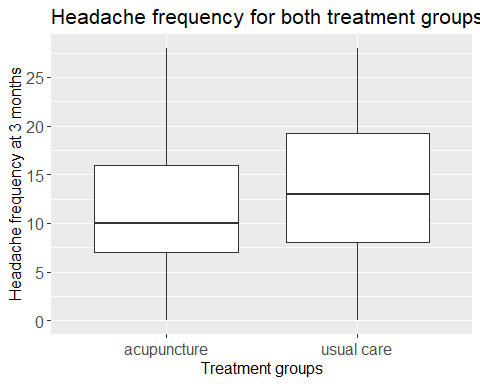 Headache frequency for both treatment groups
Headache frequency at 3 months
25
20
15
10
5
0
acupuncture usual care
Treatment groups